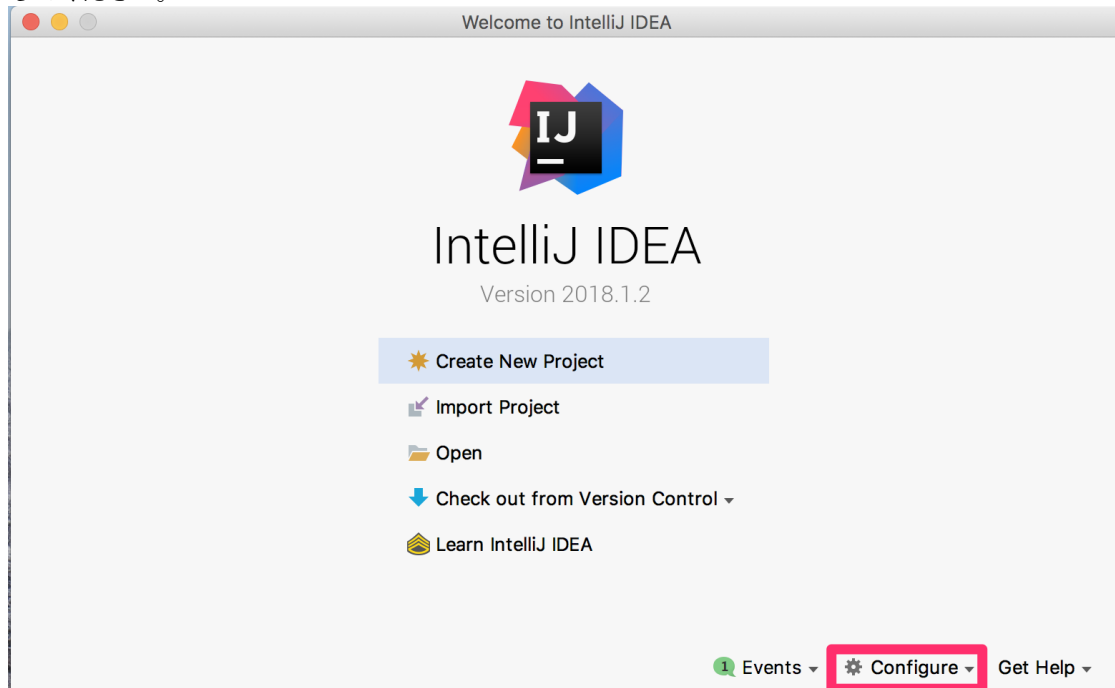 Welcome to IntelliJ IDEA
IJ
IntelliJ IDEA
Version 2018.1.2
Create New Project
Import Project
Open
Check out from Version Control
Learn IntelliJ IDEA
1 Events Configure Get Help